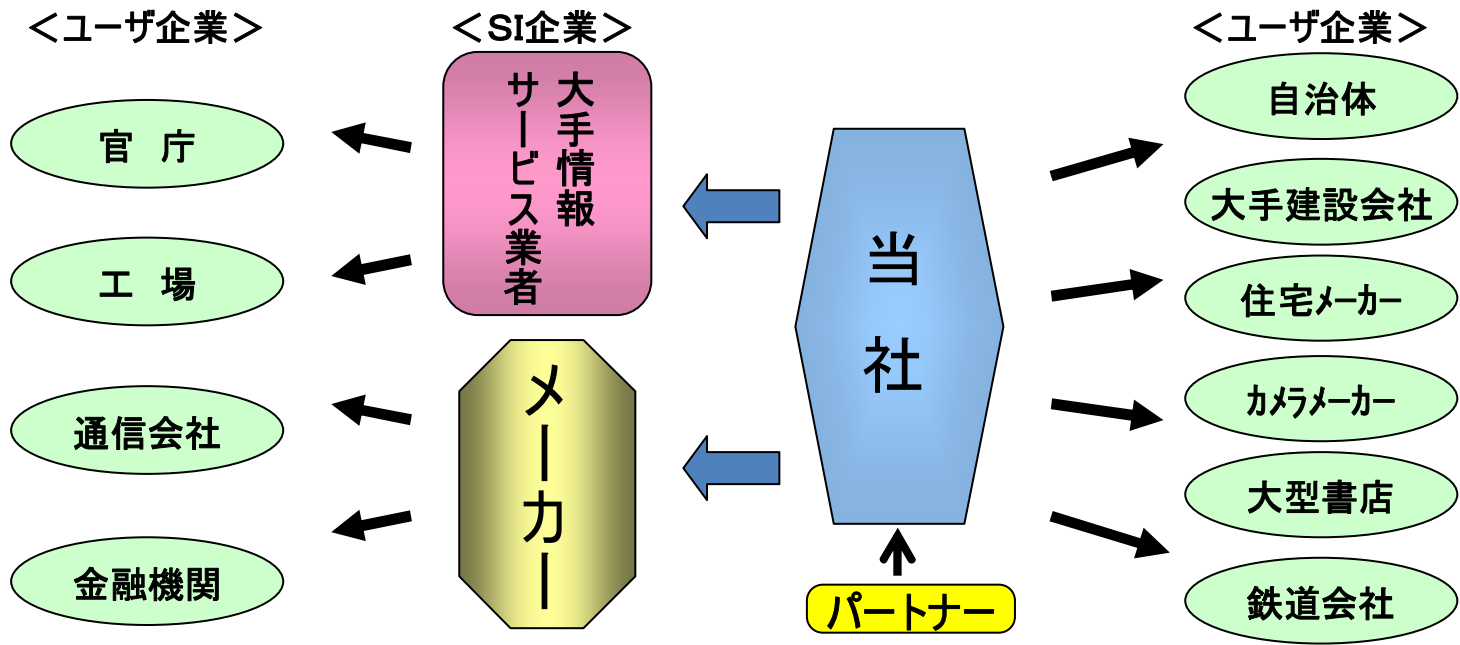 ＜ユーザ企業＞
＜SI企業＞
＜ユーザ企業＞
官　庁
工　場
通信会社
金融機関
大手情報
サービス業者
メーカー
当社
パートナー
自治体
大手建設会社
住宅ﾒｰｶｰ
ｶﾒﾗﾒｰｶｰ
大型書店
鉄道会社